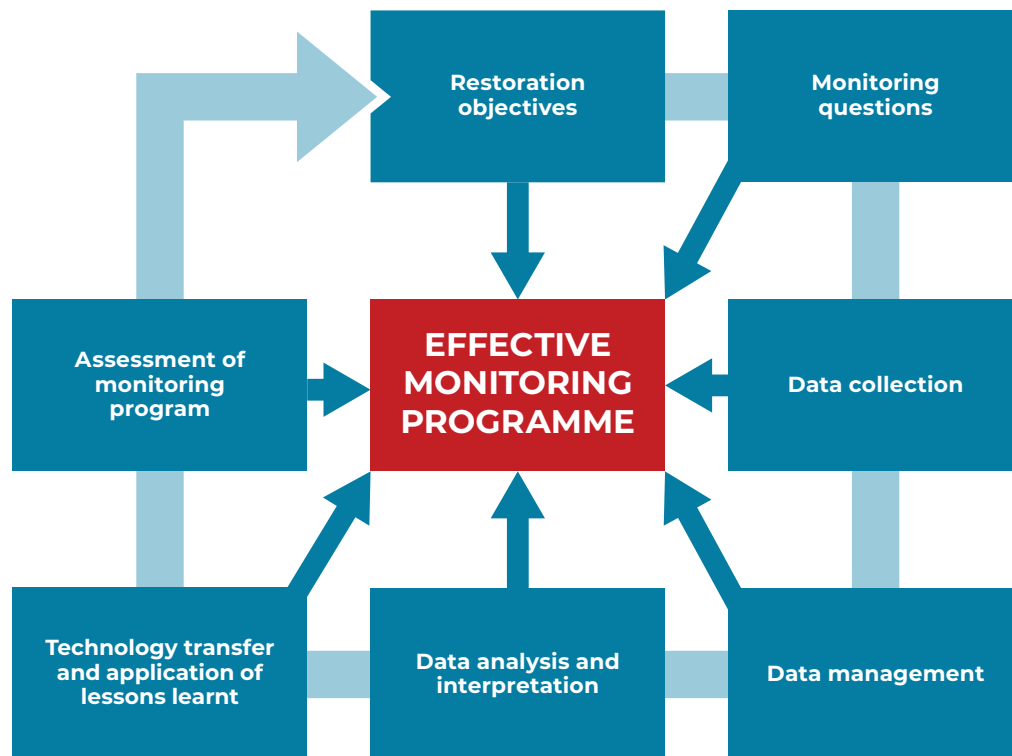 Restoration
objectives
Monitoring
questions
Assessment of
monitoring
program
EFFECTIVE
MONITORING
PROGRAMME
Data collection
Technology transfer
and application of
lessons learnt
Data analysis and
interpretation
Data management